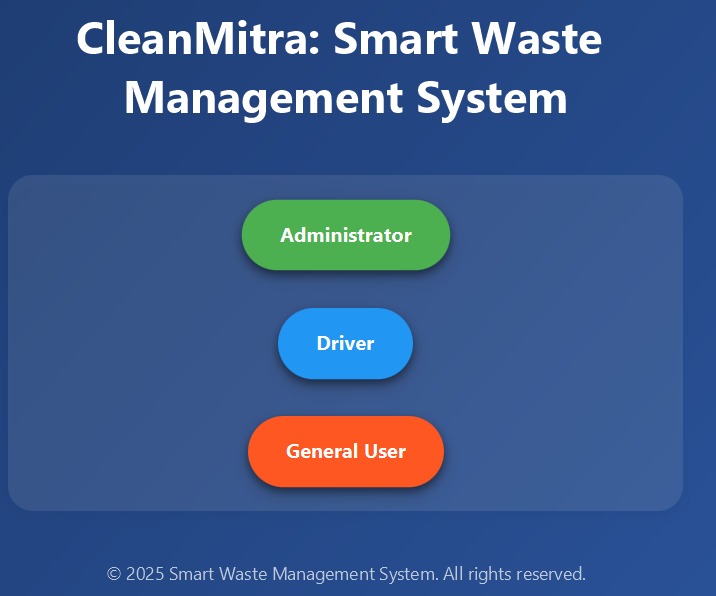 CleanMitra: Smart Waste
Management System
Administrator
Driver
General User
© 2025 Smart Waste Management System. All rights reserved.